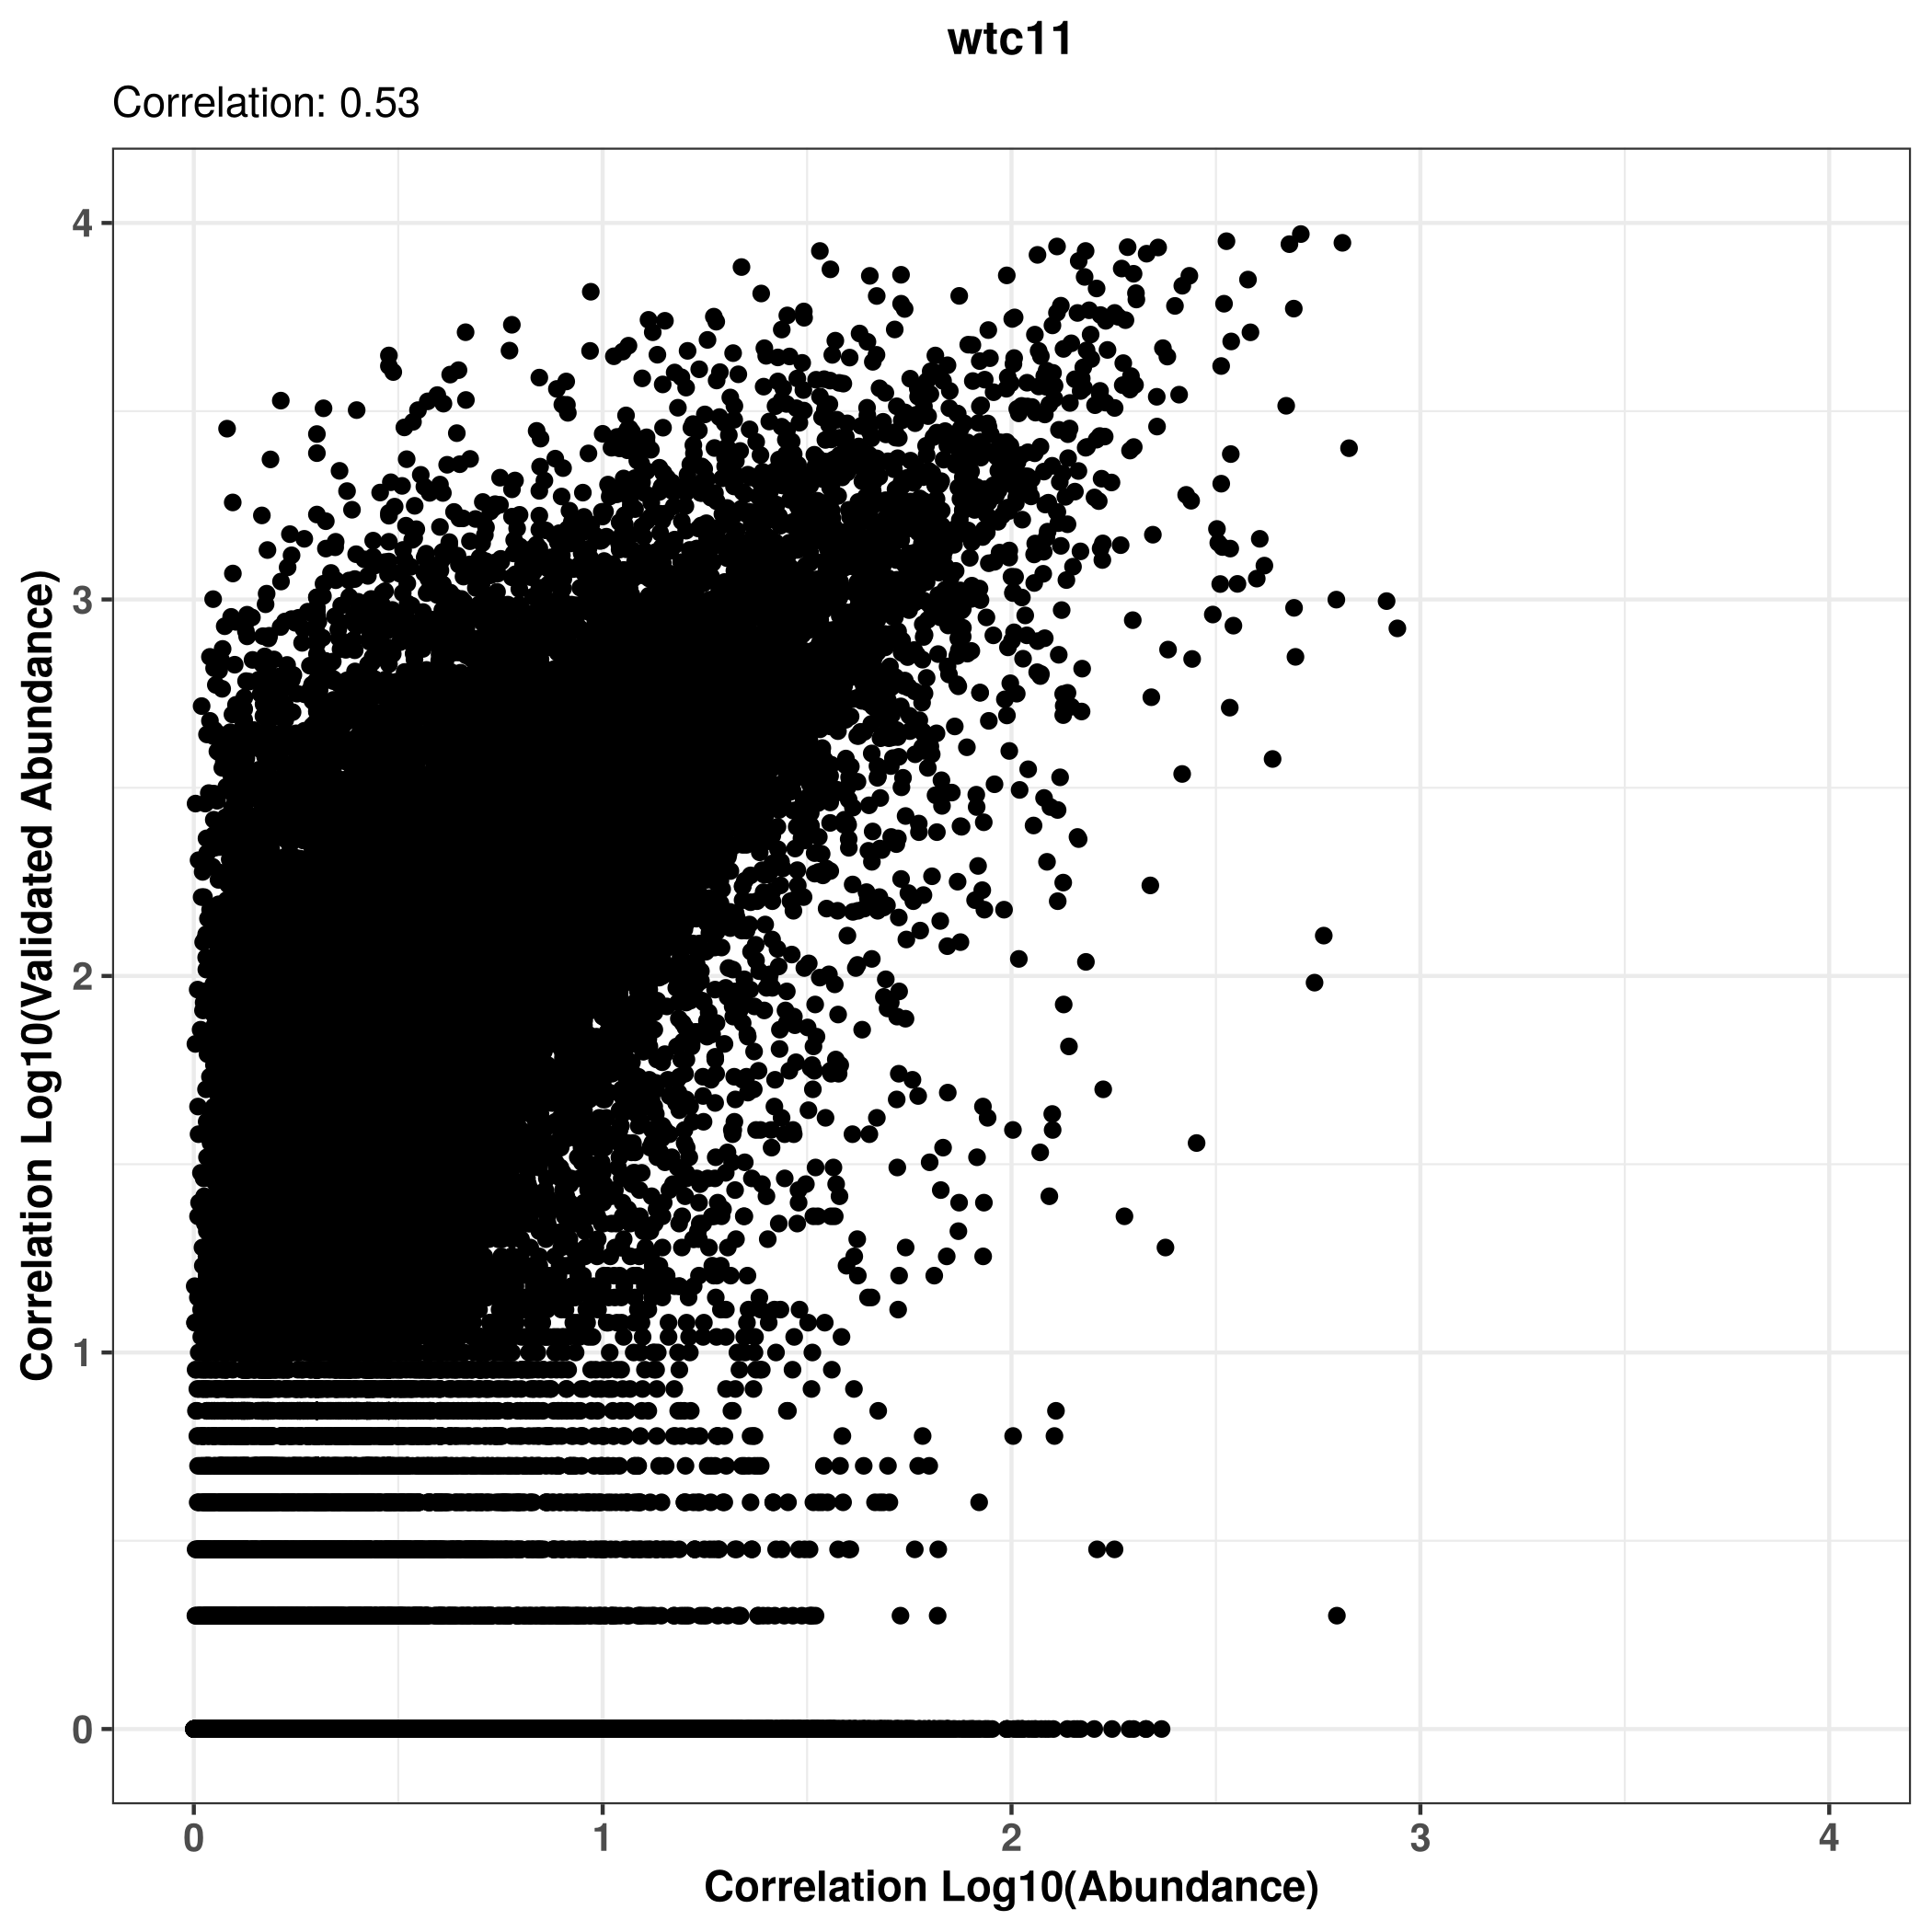 wtc11
Correlation: 0.53
Correlation Log10(Validated Abundance)
4
3
2
1
0
0 1 2 3 4
Correlation Log10(Abundance)